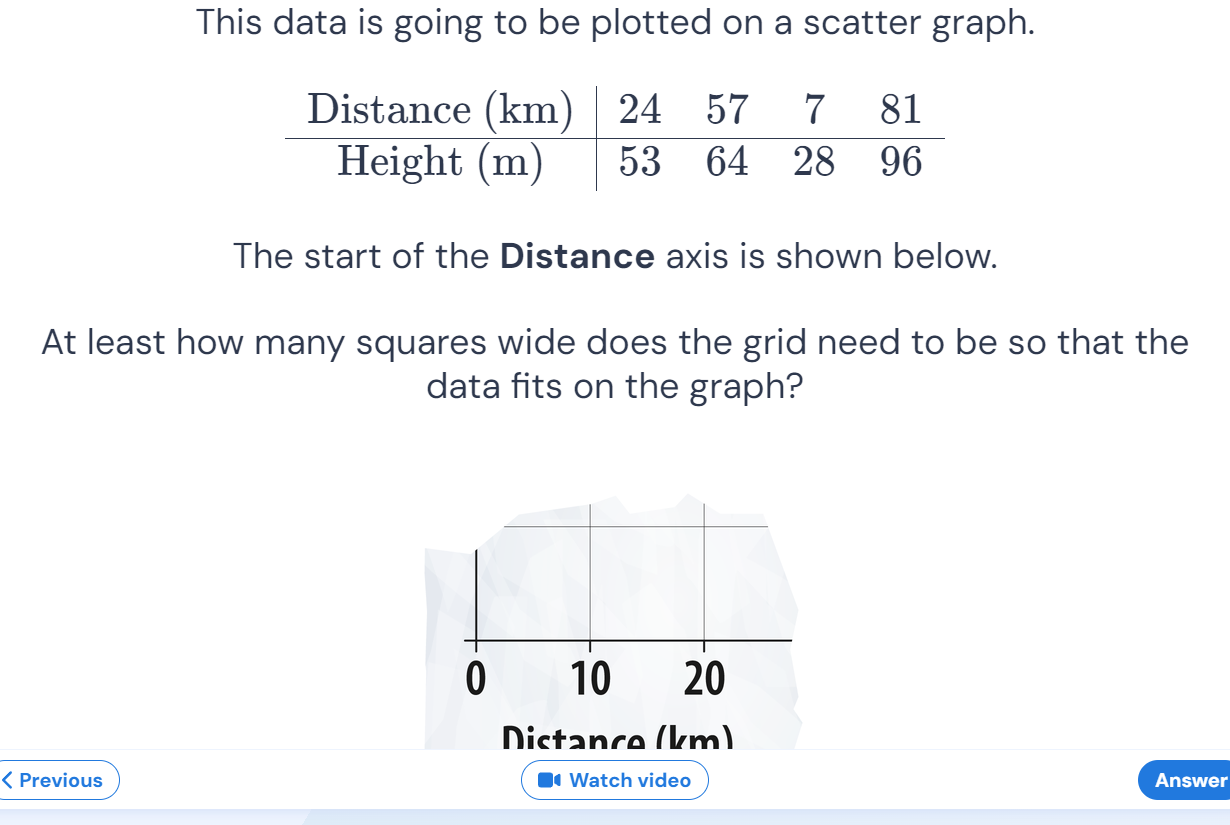 This data is going to be plotted on a scatter graph.
Distance (km) 24 57 7 81
Height (m) 53 64 28 96
The start of the Distance axis is shown below.
At least how many squares wide does the grid need to be so that the
data fits on the graph?
0 10 20
Distance (km)
Previous
Watch video
Answer